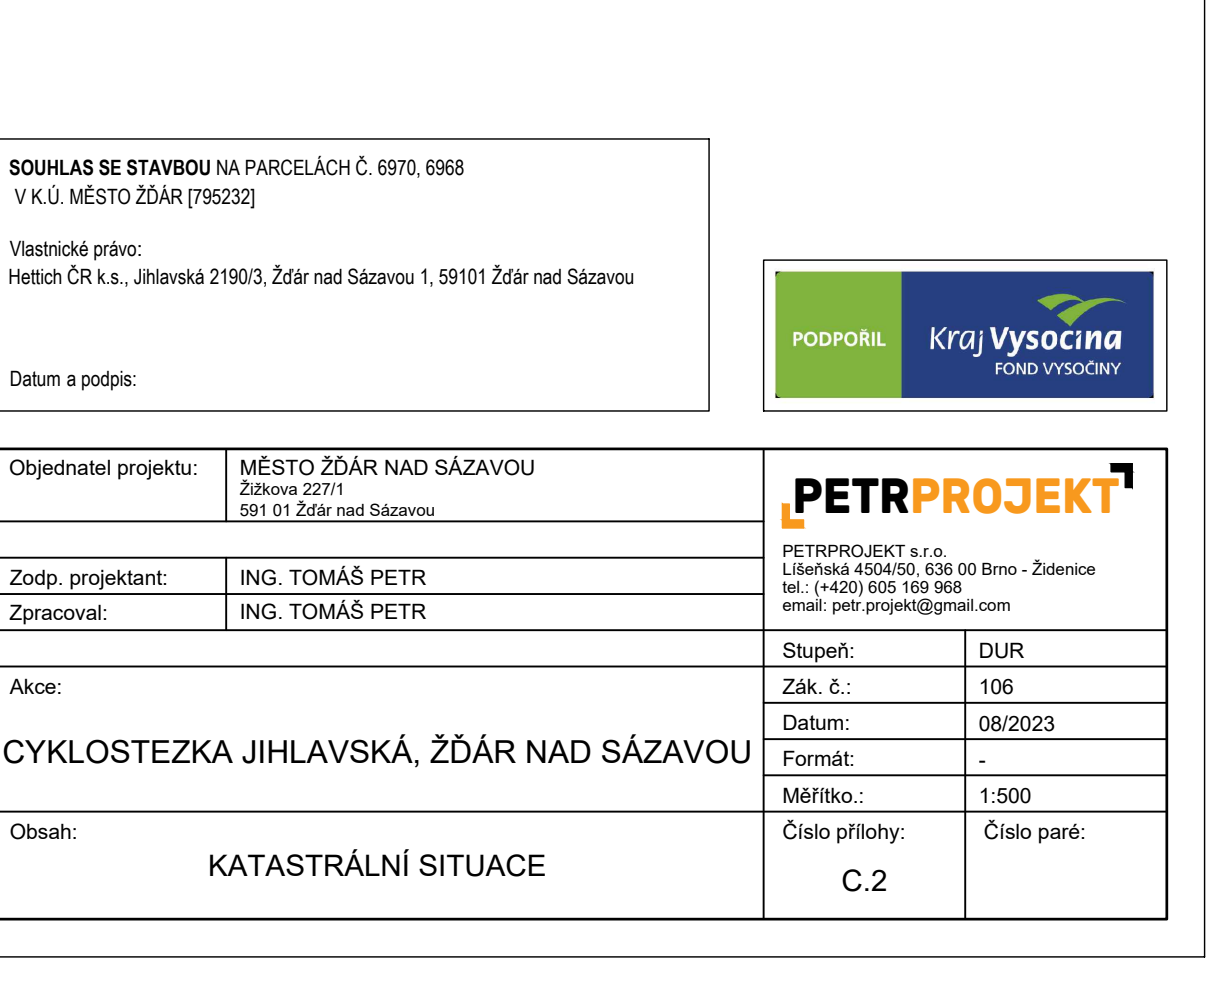 SOUHLAS SE STAVBOU NA PARCELÁCH Č. 6970, 6968
V K.Ú. MĚSTO ŽĎÁR [795232]
Vlastnické právo:
Hettich ČR k.s., Jihlavská 2190/3, Žďár nad Sázavou 1, 59101 Žďár nad Sázavou
Datum a podpis:
PODPOŘIL
Kraj Vysočina
FOND VYSOČINY
Objednatel projektu:
MĚSTO ŽĎÁR NAD SÁZAVOU
Žižkova 227/1
591 01 Žďár nad Sázavou
Zodp. projektant:
ING. TOMÁŠ PETR
Zpracoval:
ING. TOMÁŠ PETR
PETRPROJEKT
PETRPROJEKT s.r.o.
Líšeňská 4504/50, 636 00 Brno - Židenice
tel.: (+420) 605 169 968
email: petr.projekt@gmail.com
Stupeň:
DUR
Akce:
CYKLOSTEZKA JIHLAVSKÁ, ŽĎÁR NAD SÁZAVOU
Zák. č.:
106
Datum:
08/2023
Formát:
-
Měřítko.:
1:500
Obsah:
KATASTRÁLNÍ SITUACE
Číslo přílohy:
C.2
Číslo paré: